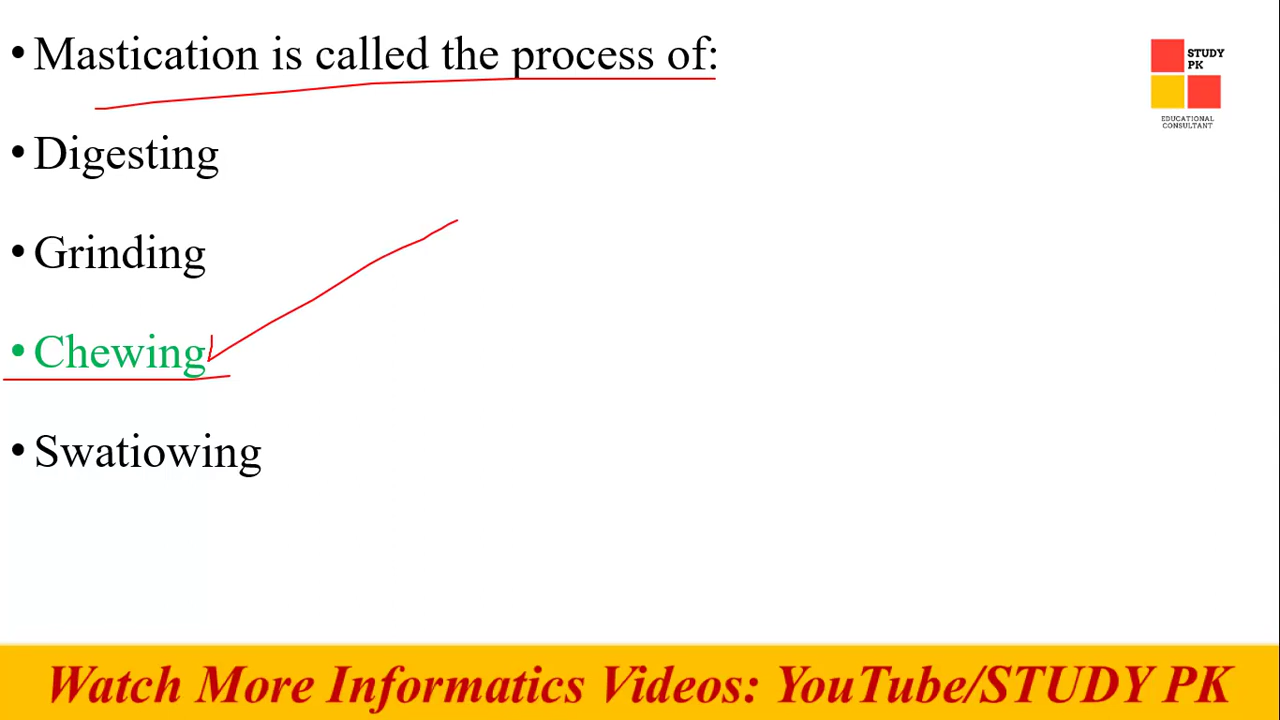 • Mastication is called the process of:
STUDY
PK
EDUCATIONAL
CONSULTANT
• Digesting
• Grinding
• Chewing
• Swatiowing
Watch More Informatics Videos: YouTube/STUDY PK